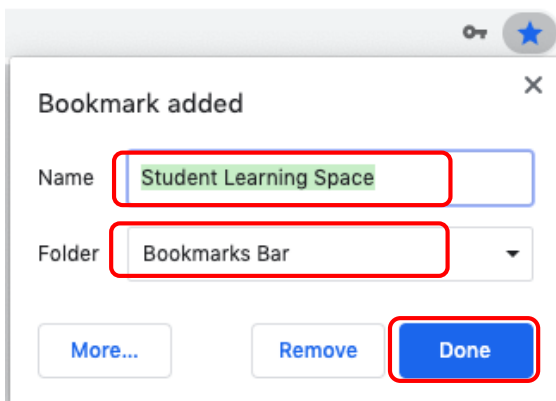 Bookmark added
Name Student Learning Space
Folder Bookmarks Bar
More... Remove Done